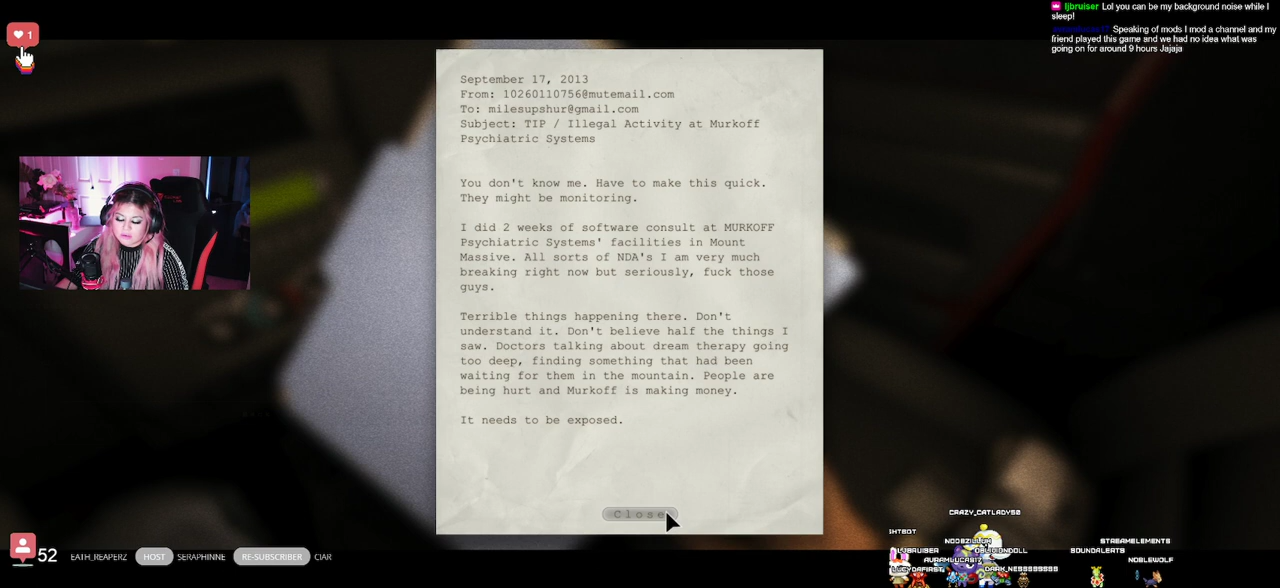 1
ljbruiser Lol you can be my background noise while I
sleep!
Speaking of mods I mod a channel and my
friend played this game and we had no idea what was
going on for around 9 hours Jajaja
September 17, 2013
From: 10260110756@mutemail.com
To: milesupshur@gmail.com
Subject: TIP / Illegal Activity at Murkoff
Psychiatric Systems
You don't know me. Have to make this quick.
They might be monitoring.
I did 2 weeks of software consult at MURKOFF
Psychiatric Systems' facilities in Mount
Massive. All sorts of NDA's I am very much
breaking right now but seriously, fuck those
guys.
Terrible things happening there. Don't
understand it. Don't believe half the things I
saw. Doctors talking about dream therapy going
too deep, finding something that had been
waiting for them in the mountain. People are
being hurt and Murkoff is making money.
It needs to be exposed.
Close
52 EATH_REAPERZ HOST SERAPHINNE RE-SUBSCRIBER CIAR
CRAZY_CATLADY50
SHTBOT
STREAMELEMENTS
LJBRUISER
SOUNDALERTS
NOBLEWOLF